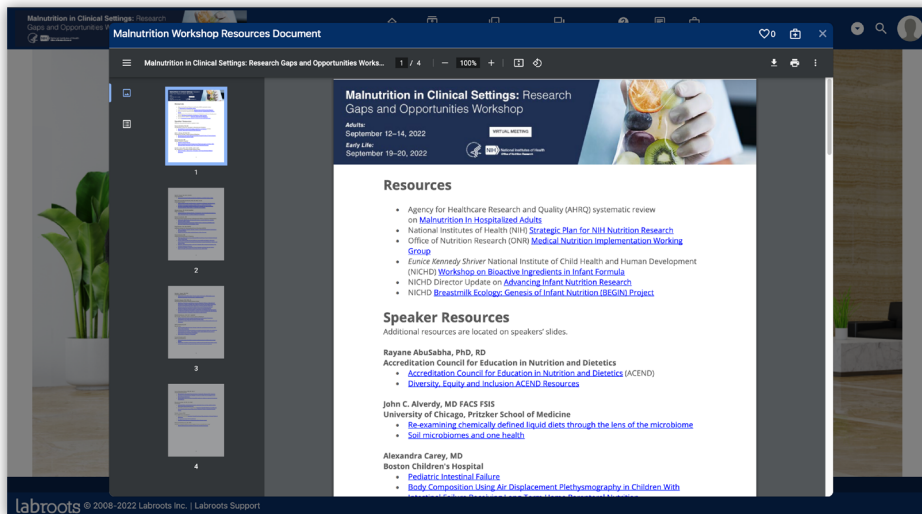 Malnutrition in Clinical Settings: Research
Gaps and Opportunities W
Malnutrition Workshop Resources Document
0
Malnutrition in Clinical Settings: Research Gaps and Opportunities Works...
1 / 4
100%
Malnutrition in Clinical Settings: Research
Gaps and Opportunities Workshop
Adults:
September 12–14, 2022
VIRTUAL MEETING
Early Life:
September 19–20, 2022
NIH National Institutes of Health
Office of Nutrition Research
Resources
• Agency for Healthcare Research and Quality (AHRQ) systematic review
on Malnutrition In Hospitalized Adults
• National Institutes of Health (NIH) Strategic Plan for NIH Nutrition Research
• Office of Nutrition Research (ONR) Medical Nutrition Implementation Working
Group
• Eunice Kennedy Shriver National Institute of Child Health and Human Development
(NICHD) Workshop on Bioactive Ingredients in Infant Formula
• NICHD Director Update on Advancing Infant Nutrition Research
• NICHD Breastmilk Ecology: Genesis of Infant Nutrition (BEGIN) Project
Speaker Resources
Additional resources are located on speakers' slides.
Rayane AbuSabha, PhD, RD
Accreditation Council for Education in Nutrition and Dietetics
• Accreditation Council for Education in Nutrition and Dietetics (ACEND)
• Diversity, Equity and Inclusion ACEND Resources
John C. Alverdy, MD FACS FSIS
University of Chicago, Pritzker School of Medicine
• Re-examining chemically defined liquid diets through the lens of the microbiome
• Soil microbiomes and one health
Alexandra Carey, MD
Boston Children's Hospital
• Pediatric Intestinal Failure
• Body Composition Using Air Displacement Plethysmography in Children With
Intestinal Failure Receiving Long-Term Home Parenteral Nutrition
1
2
3
4
labroots © 2008-2022 Labroots Inc. | Labroots Support